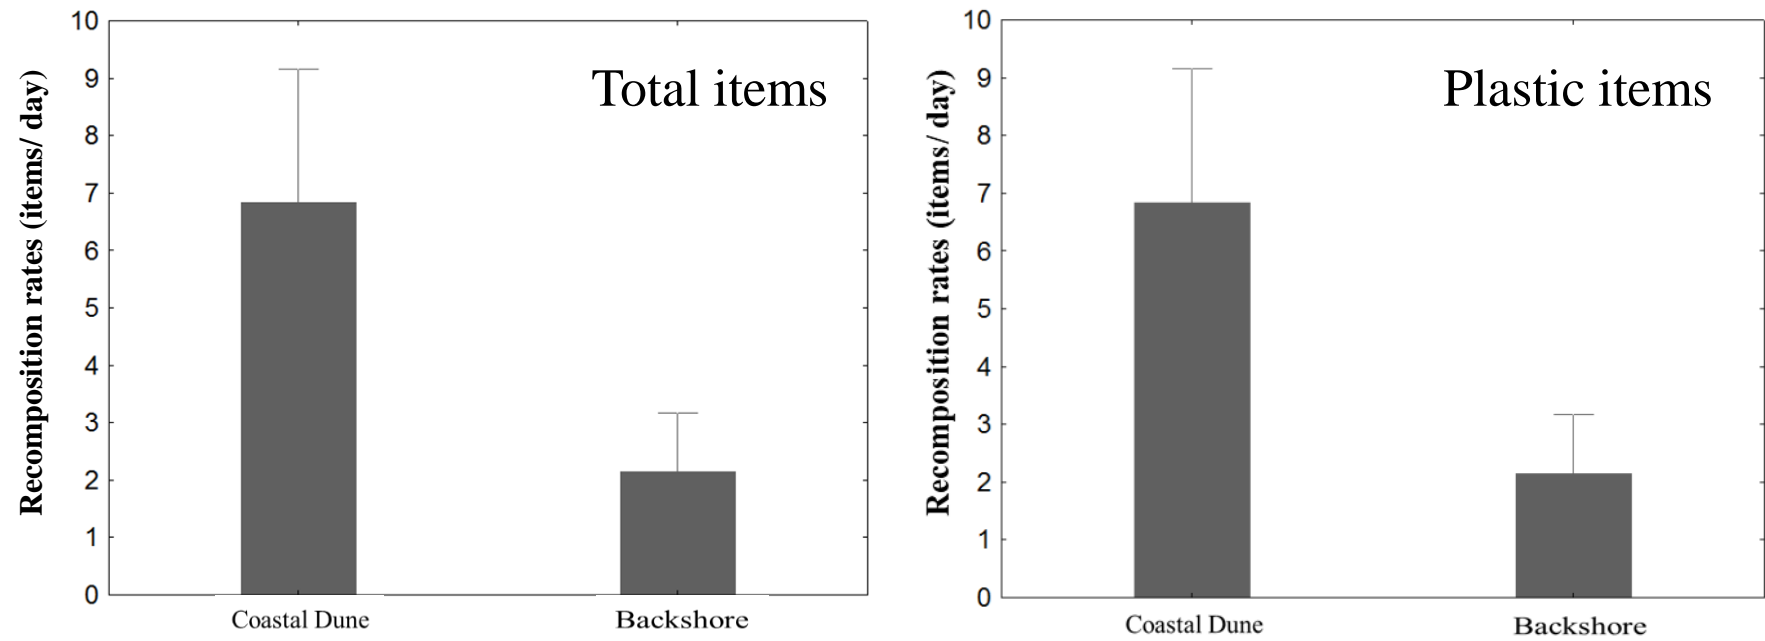 Total items
Recomposition rates (items/ day)
10
9
8
7
6
5
4
3
2
1
0
Coastal Dune
Backshore
Plastic items
Recomposition rates (items/ day)
10
9
8
7
6
5
4
3
2
1
0
Coastal Dune
Backshore